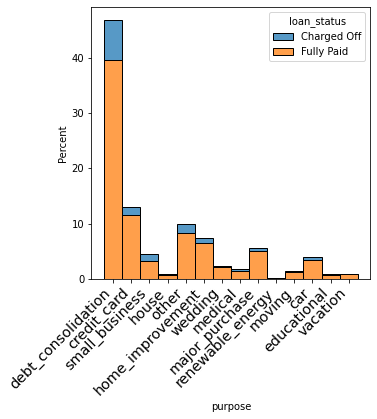 loan_status
Charged Off
Fully Paid
Percent
40
30
20
10
0
debt_consolidation
credit_card
small_business
house
other
home_improvement
wedding
medical
major_purchase
renewable_energy
moving
car
educational
vacation
purpose